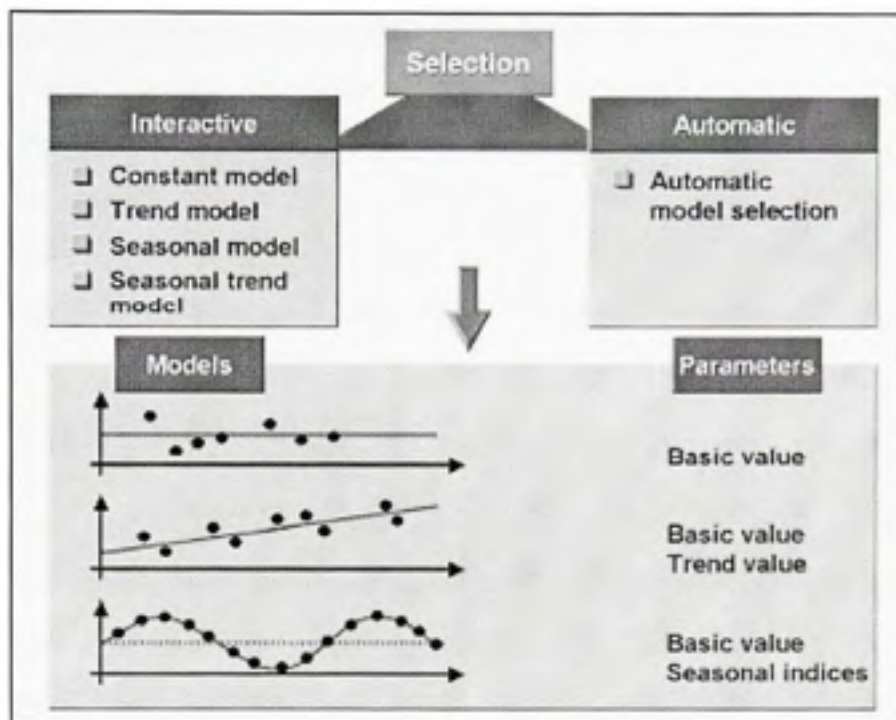 Selection
Interactive
Constant model
Trend model
Seasonal model
Seasonal trend
model
Automatic
Automatic
model selection
Models
Parameters
Basic value
Basic value
Trend value
Basic value
Seasonal indices